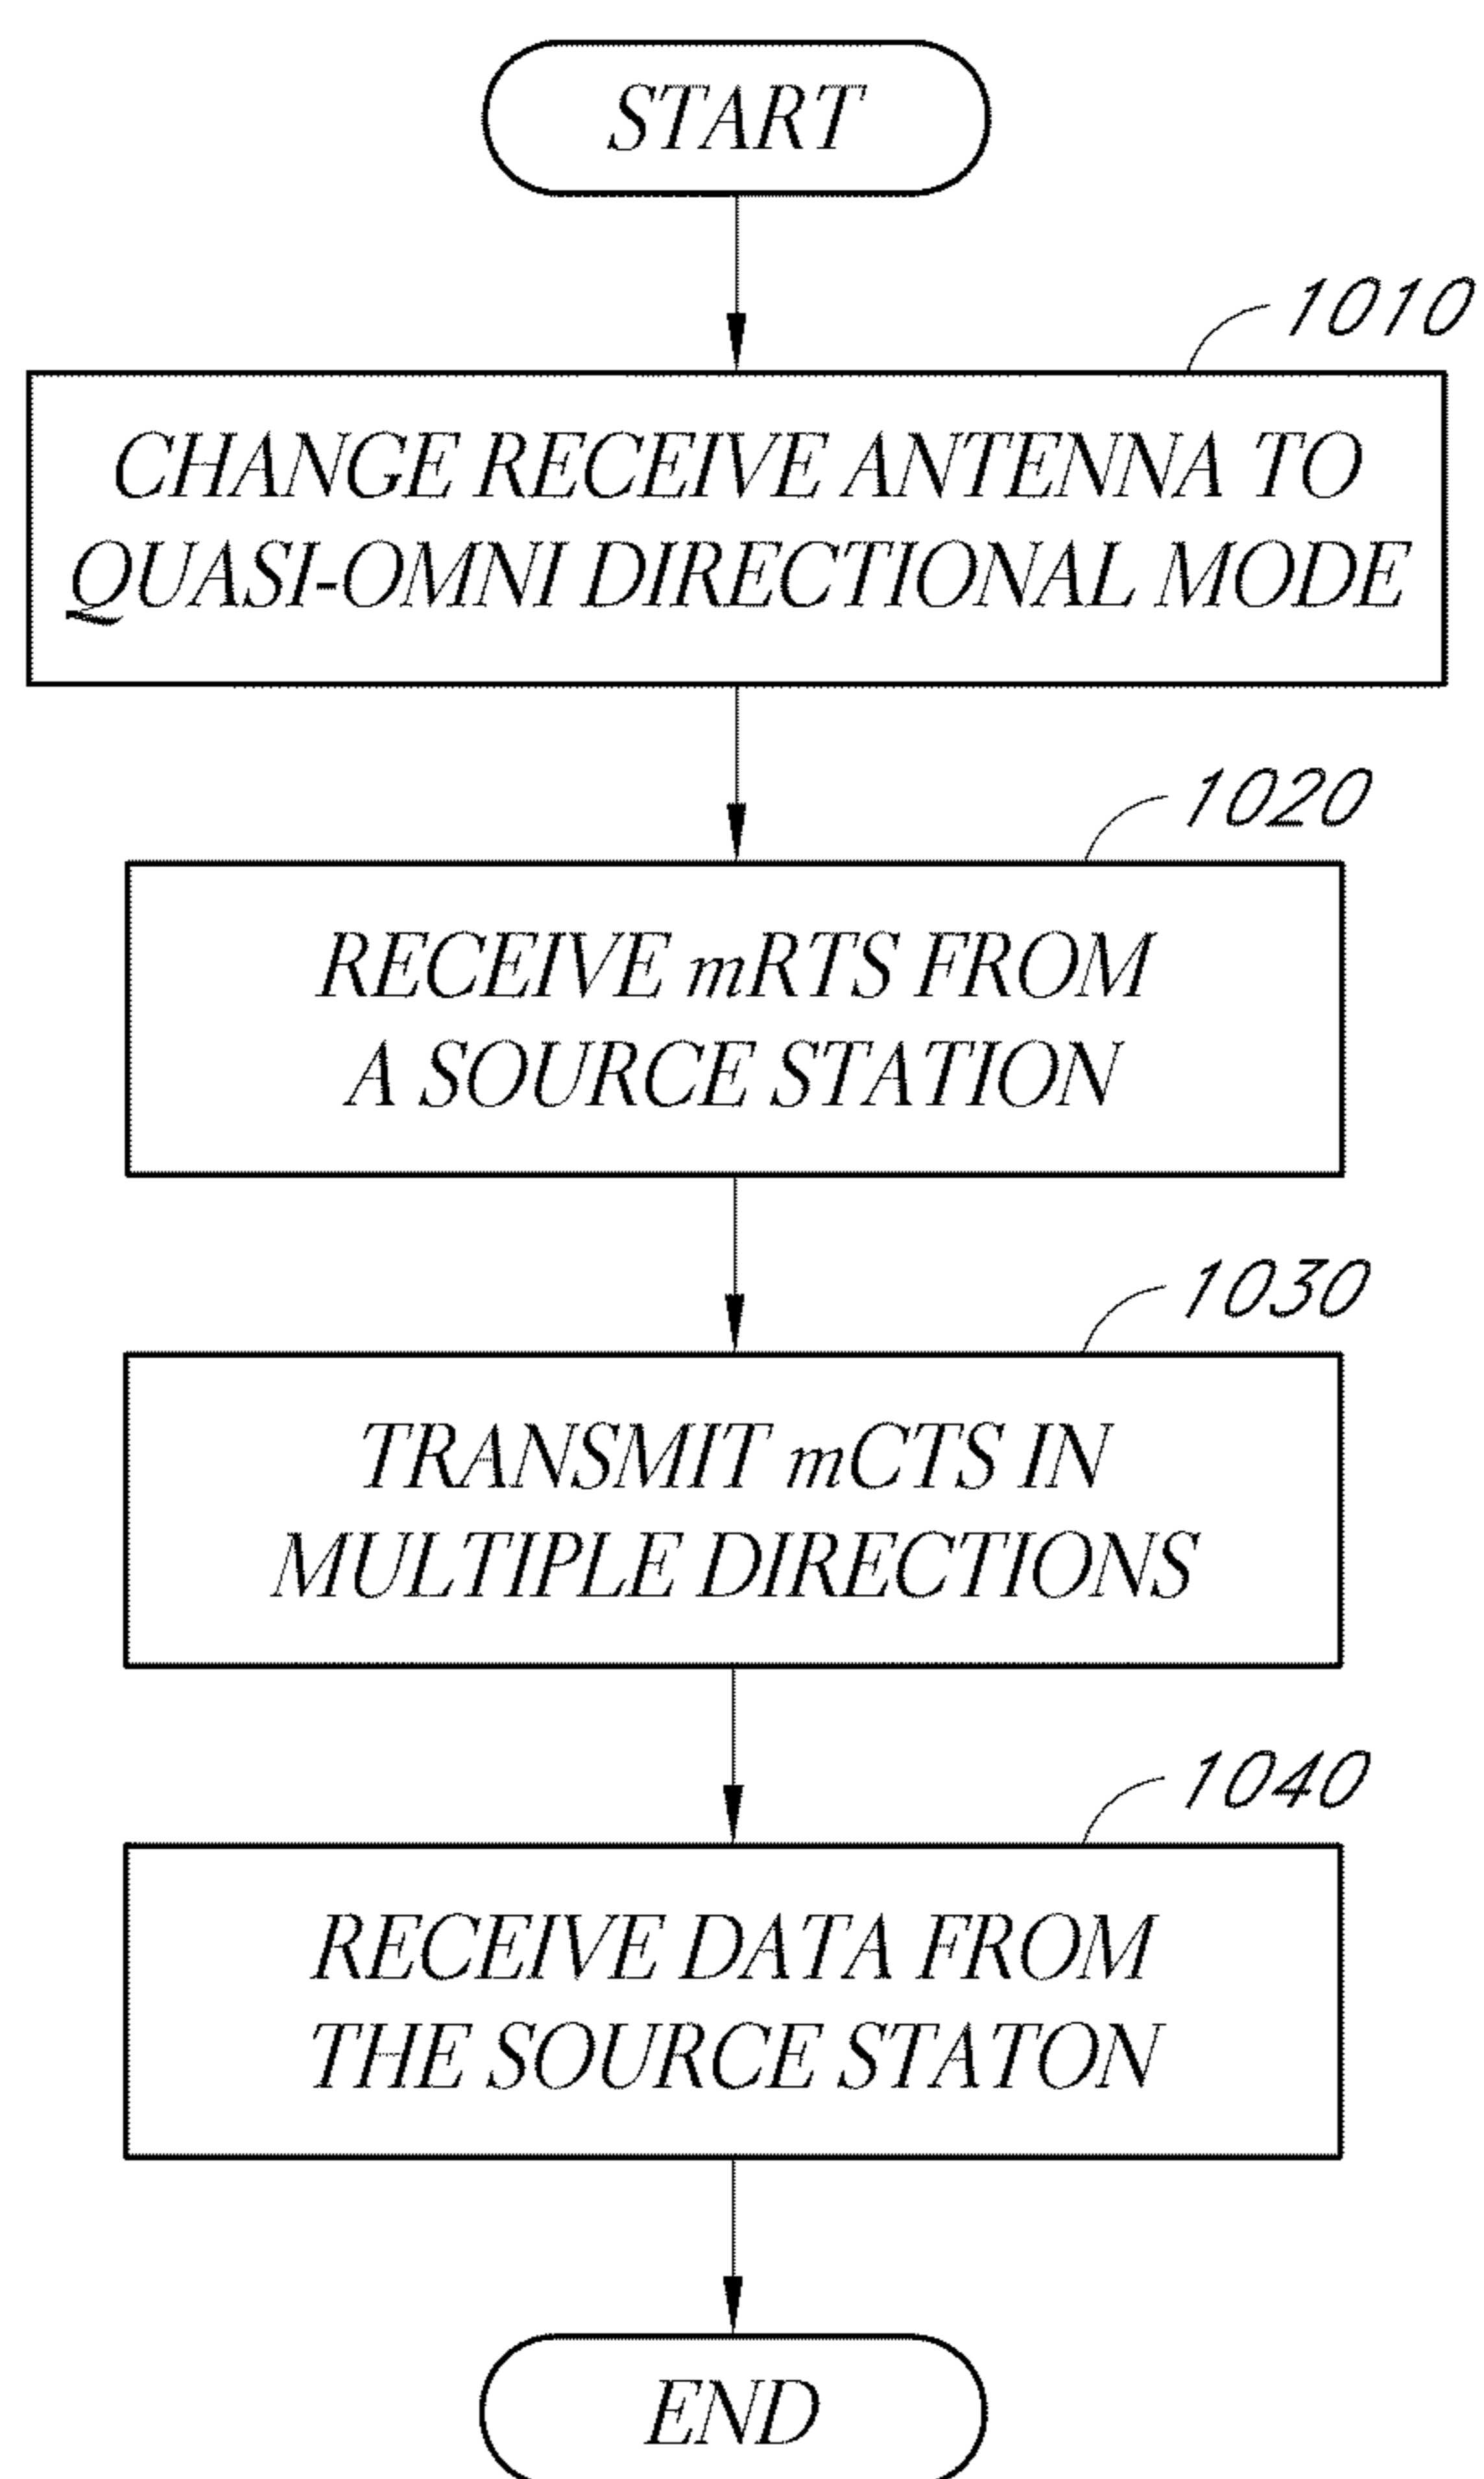 START
1010
CHANGE RECEIVE ANTENNA TO
QUASI-OMNI DIRECTIONAL MODE
1020
RECEIVE mRTS FROM
A SOURCE STATION
1030
TRANSMIT mCTS IN
MULTIPLE DIRECTIONS
1040
RECEIVE DATA FROM
THE SOURCE STATON
END